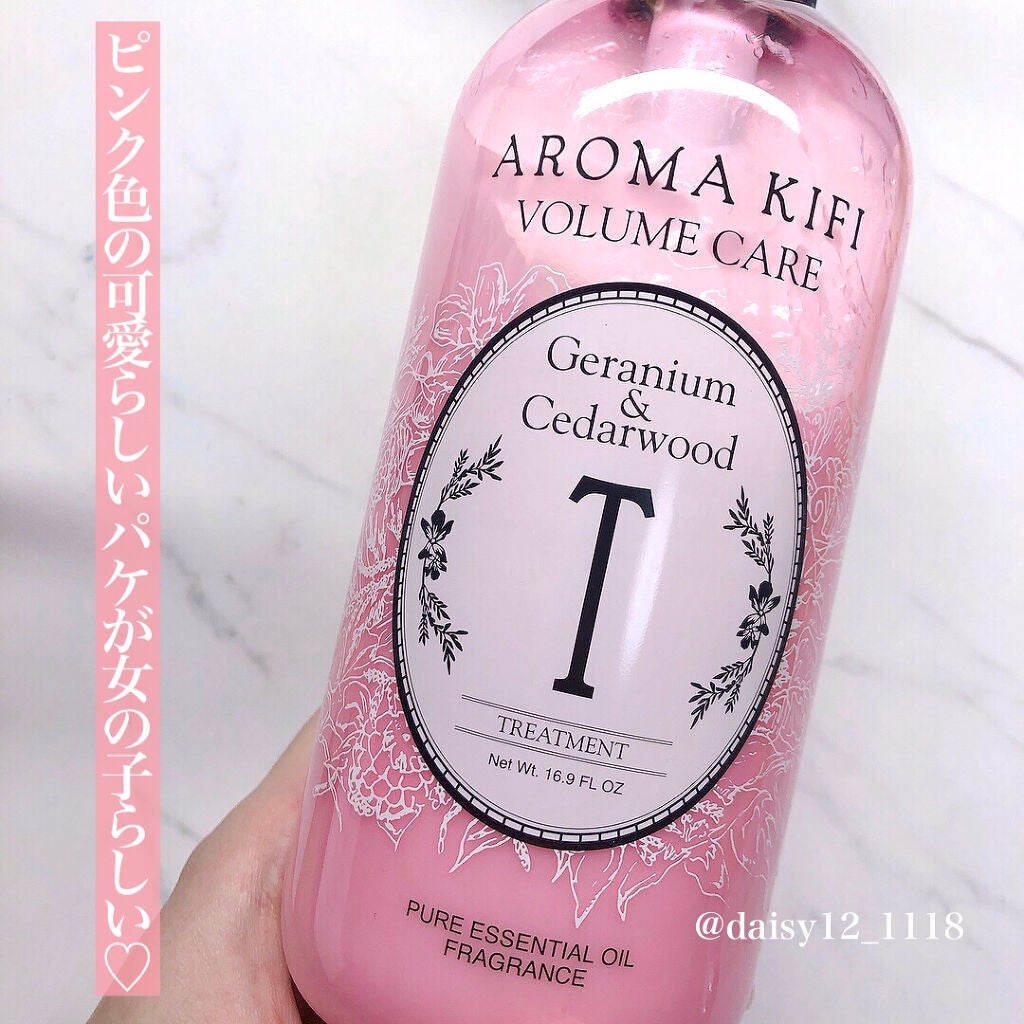 ピンク色の可愛らしいパケが女の子らしい♡
AROMA KIFI
VOLUME CARE
Geranium
&
Cedarwood
T
TREATMENT
Net Wt. 16.9 FL OZ
PURE ESSENTIAL OIL
FRAGRANCE
@daisy12_1118